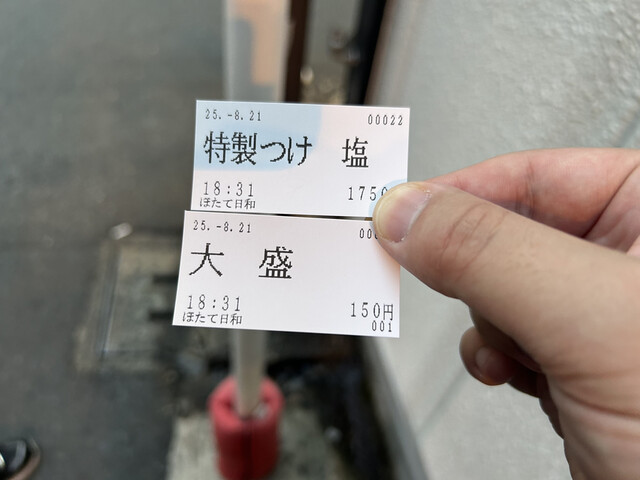 25.-8.21 00022
特製つけ 塩
18:31 175
ほたて日和
25.-8.21
大 盛
18:31 150円
ほたて日和 001